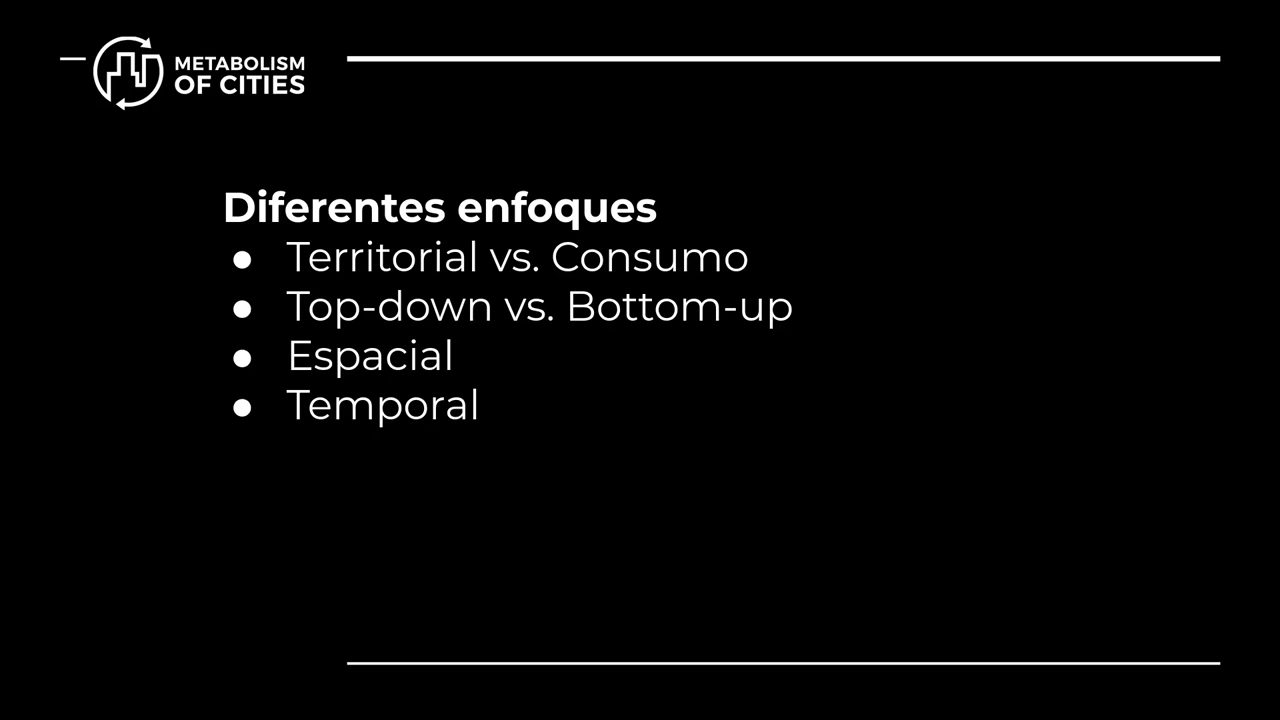 METABOLISM
OF CITIES
Diferentes enfoques
● Territorial vs. Consumo
● Top-down vs. Bottom-up
● Espacial
● Temporal